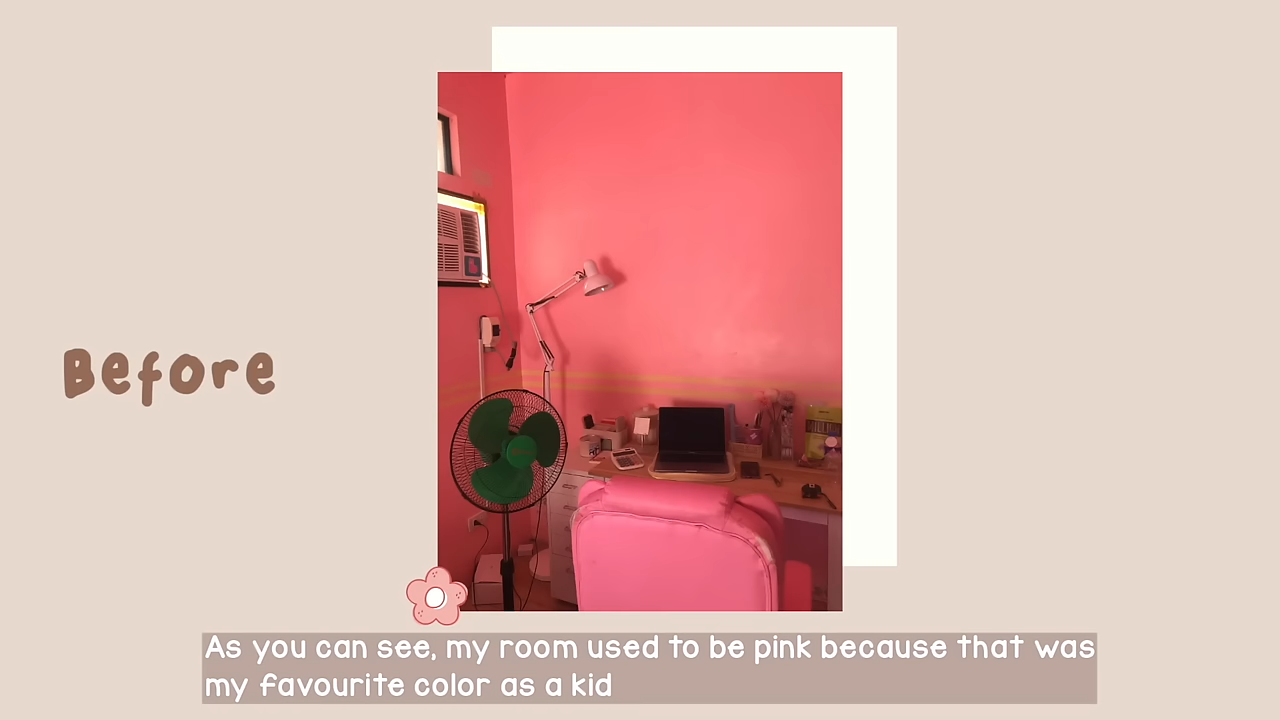 Before
As you can see, my room used to be pink because that was
my favourite color as a kid